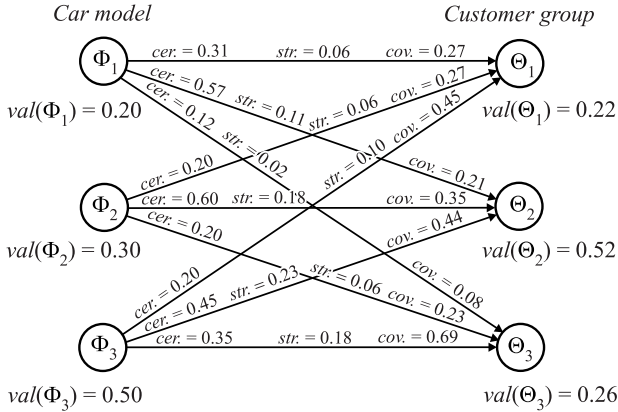 Car model
Customer group
Φ₁
cer. = 0.31
str. = 0.06
cov. = 0.27
Θ₁
cer. = 0.57
str. = 0.11
cov. = 0.21
cer. = 0.12
str. = 0.02
cov. = 0.08
val(Φ₁) = 0.20
val(Θ₁) = 0.22
Φ₂
cer. = 0.20
str. = 0.06
cov. = 0.27
cer. = 0.60
str. = 0.18
cov. = 0.35
Θ₂
cer. = 0.20
str. = 0.06
cov. = 0.23
val(Φ₂) = 0.30
val(Θ₂) = 0.52
Φ₃
cer. = 0.20
str. = 0.10
cov. = 0.45
cer. = 0.45
str. = 0.23
cov. = 0.44
cer. = 0.35
str. = 0.18
cov. = 0.69
Θ₃
val(Φ₃) = 0.50
val(Θ₃) = 0.26